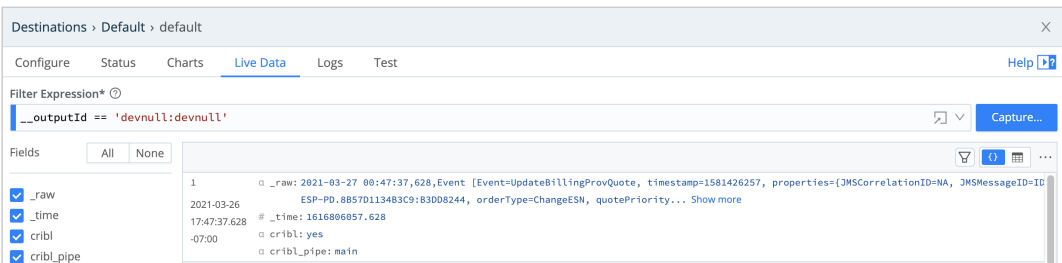 Destinations › Default › default
Configure Status Charts Live Data Logs Test Help
Filter Expression*
__outputId == 'devnull:devnull' Capture...
Fields All None
_raw
_time
cribl
cribl_pipe
1 α _raw: 2021-03-27 00:47:37,628,Event [Event=UpdateBillingProvQuote, timestamp=1581426257, properties={JMSCorrelationID=NA, JMSMessageID=ID
2021-03-26 ESP-PD.8B57D1134B3C9:B3DD8244, orderType=ChangeESN, quotePriority... Show more
17:47:37.628 # _time: 1616806057.628
-07:00 α cribl: yes
α cribl_pipe: main